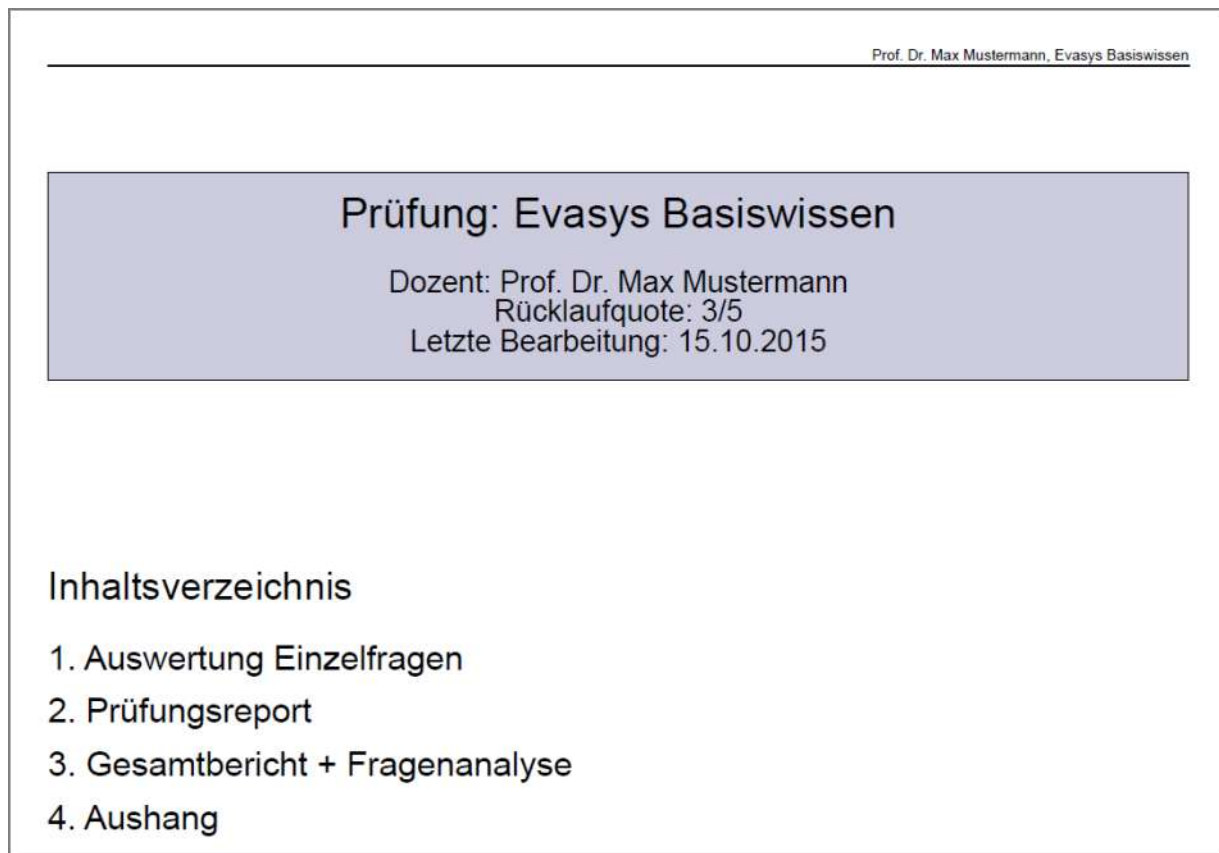 Prof. Dr. Max Mustermann, Evasys Basiswissen
Prüfung: Evasys Basiswissen
Dozent: Prof. Dr. Max Mustermann
Rücklaufquote: 3/5
Letzte Bearbeitung: 15.10.2015
Inhaltsverzeichnis
1. Auswertung Einzelfragen
2. Prüfungsreport
3. Gesamtbericht + Fragenanalyse
4. Aushang